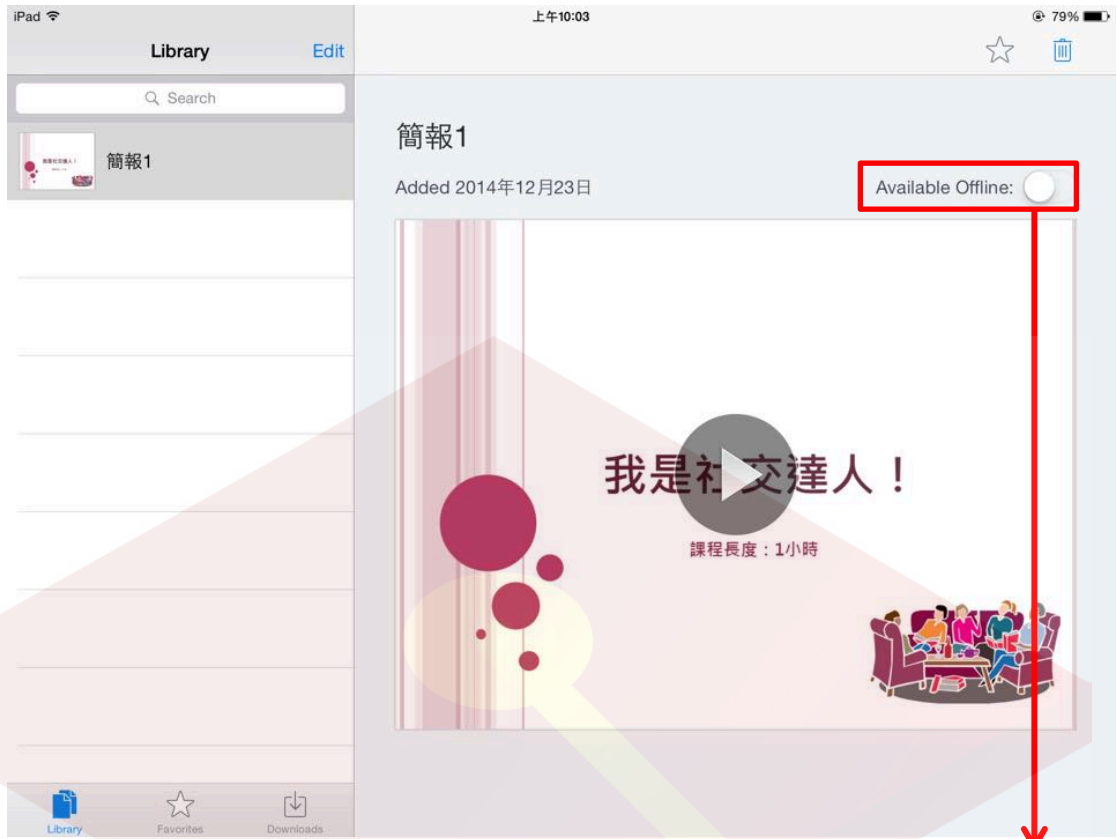 iPad 上午10:03 79%
Library Edit
Search
簡報1
簡報1
Added 2014年12月23日 Available Offline:
我是社交達人！
課程長度：1小時
Library Favorites Downloads